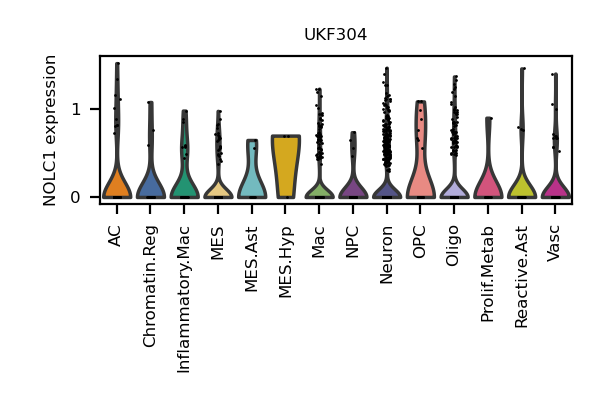 UKF304
NOLC1 expression
1
0
AC
Chromatin.Reg
Inflammatory.Mac
MES
MES.Ast
MES.Hyp
Mac
NPC
Neuron
OPC
Oligo
Prolif.Metab
Reactive.Ast
Vasc